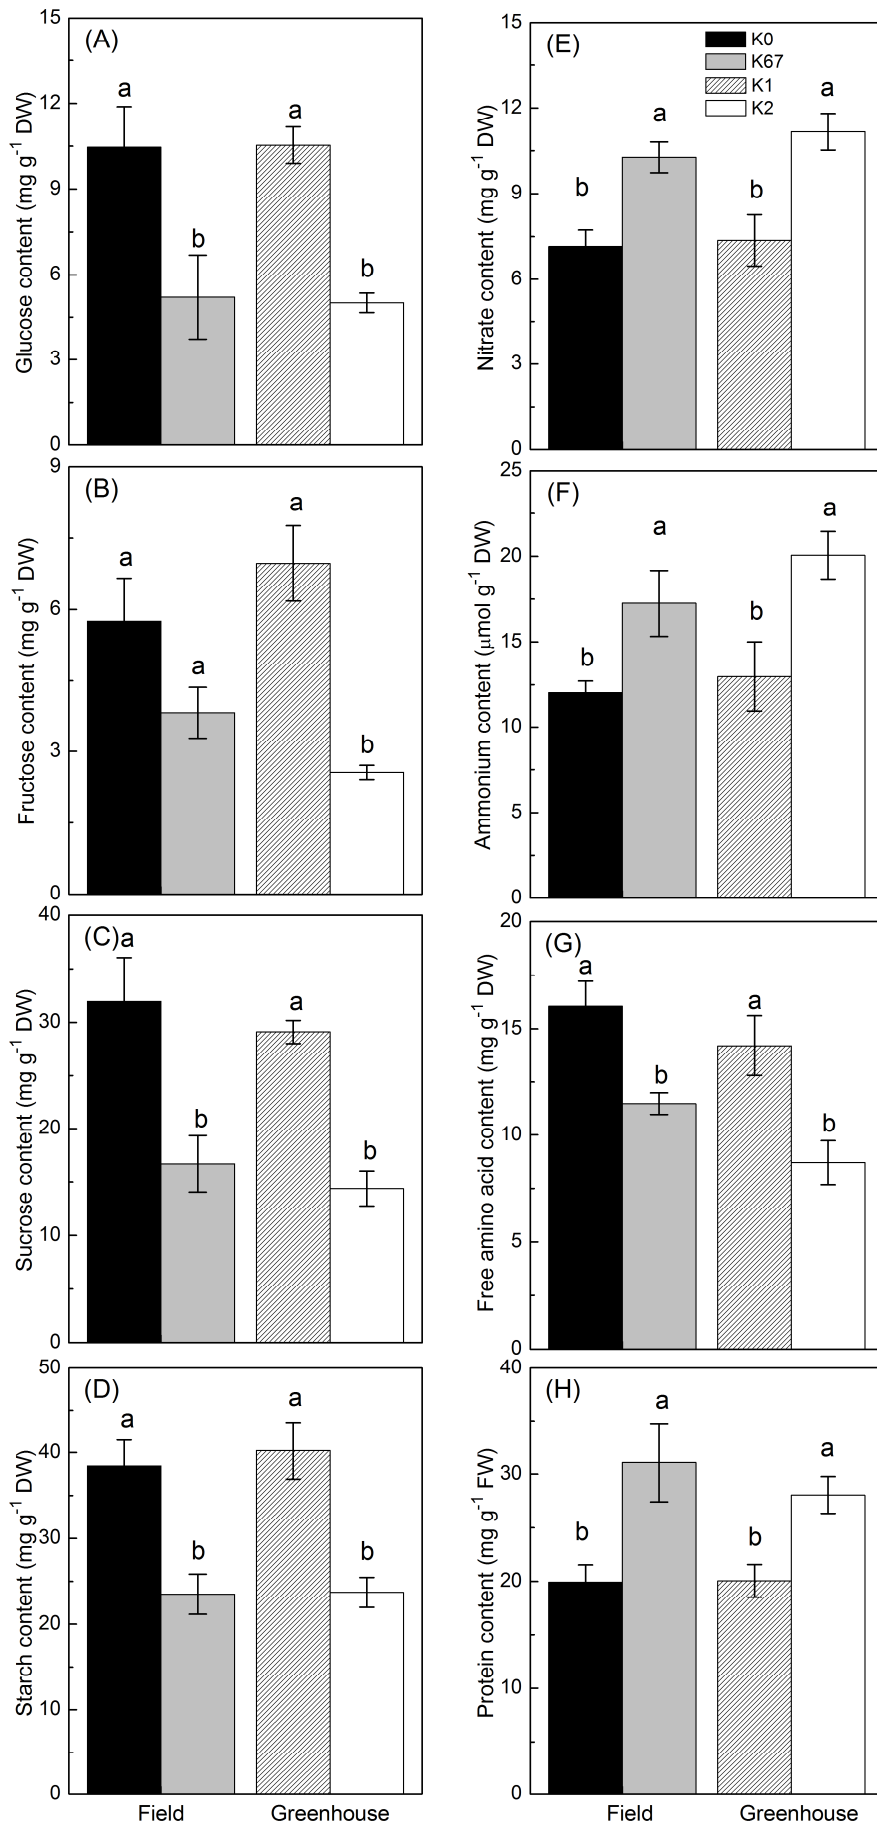 (A)
a
b
a
b
15
12
9
6
3
0
Glucose content (mg g⁻¹ DW)
(B)
a
a
a
b
9
6
3
0
Fructose content (mg g⁻¹ DW)
(C)
a
b
a
b
40
30
20
10
0
Sucrose content (mg g⁻¹ DW)
(D)
a
b
a
b
50
40
30
20
10
0
Starch content (mg g⁻¹ DW)
Field
Greenhouse
(E)
K0
K67
K1
K2
b
a
b
a
15
12
9
6
3
0
Nitrate content (mg g⁻¹ DW)
(F)
b
a
b
a
25
20
15
10
5
0
Ammonium content (μmol g⁻¹ DW)
(G)
a
b
a
b
20
15
10
5
0
Free amino acid content (mg g⁻¹ DW)
(H)
b
a
b
a
40
30
20
10
0
Protein content (mg g⁻¹ FW)
Field
Greenhouse